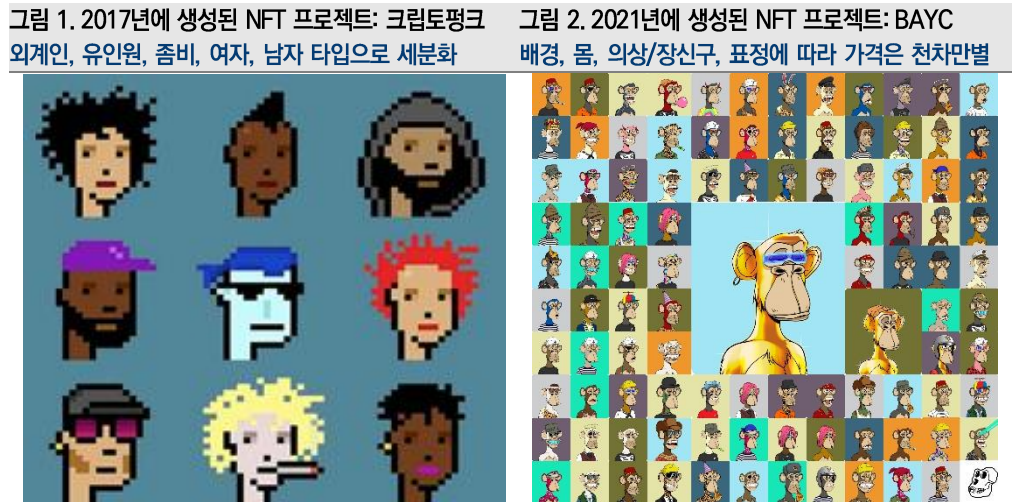 그림 1. 2017년에 생성된 NFT 프로젝트: 크립토펑크
외계인, 유인원, 좀비, 여자, 남자 타입으로 세분화
그림 2. 2021년에 생성된 NFT 프로젝트: BAYC
배경, 몸, 의상/장신구, 표정에 따라 가격은 천차만별